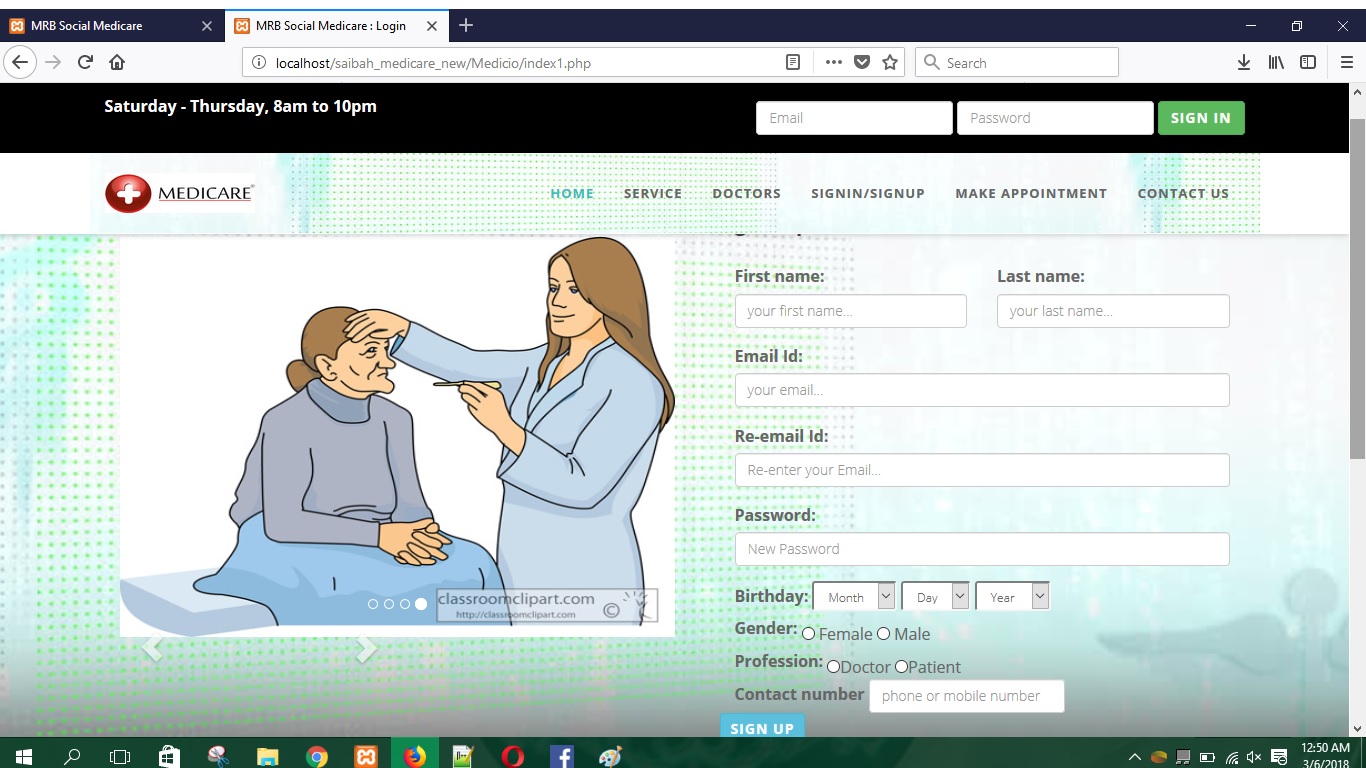 MRB Social Medicare
MRB Social Medicare : Login
localhost/saibah_medicare_new/Medicio/index1.php
Search
Saturday - Thursday, 8am to 10pm
Email
Password
SIGN IN
MEDICARE®
HOME
SERVICE
DOCTORS
SIGNIN/SIGNUP
MAKE APPOINTMENT
CONTACT US
First name:
Last name:
your first name...
your last name...
Email Id:
your email...
Re-email Id:
Re-enter your Email...
Password:
New Password
Birthday: Month Day Year
Gender: Female Male
Profession: Doctor Patient
Contact number phone or mobile number
SIGN UP
classroomclipart.com ©
http://classroomclipart.com
12:50 AM
3/6/2018